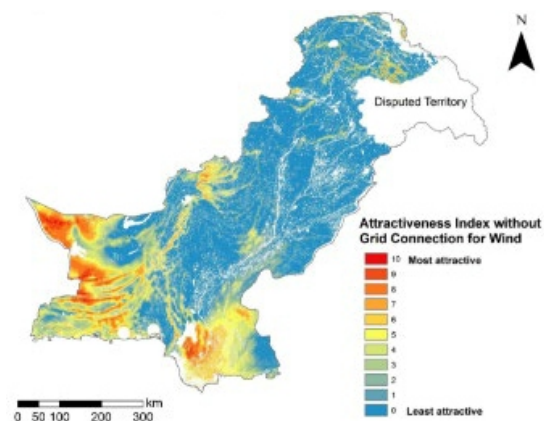 N
Disputed Territory
Attractiveness Index without
Grid Connection for Wind
10 Most attractive
9
8
7
6
5
4
3
2
1
0 Least attractive
km
0 50 100 200 300